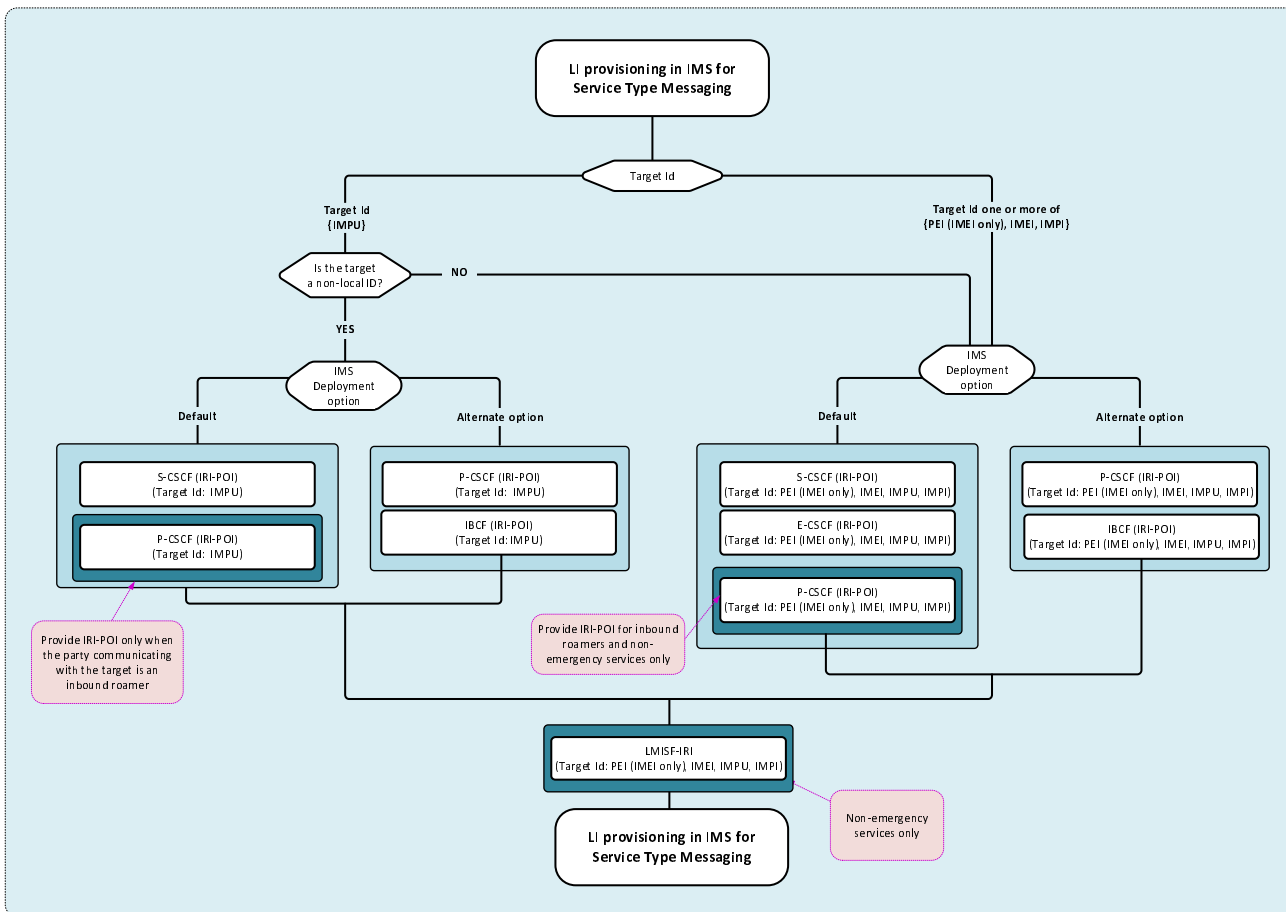 LI provisioning in IMS for
Service Type Messaging
Target Id
Target Id
{IMPU}
Target Id one or more of
{PEI (IMEI only), IMEI, IMPI}
Is the target
a non-local ID?
NO
YES
IMS
Deployment
option
IMS
Deployment
option
Default
Alternate option
Default
Alternate option
S-CSCF (IRI-POI)
(Target Id: IMPU)
P-CSCF (IRI-POI)
(Target Id: IMPU)
P-CSCF (IRI-POI)
(Target Id: IMPU)
IBCF (IRI-POI)
(Target Id: IMPU)
S-CSCF (IRI-POI)
(Target Id: PEI (IMEI only), IMEI, IMPU, IMPI)
E-CSCF (IRI-POI)
(Target Id: PEI (IMEI only), IMEI, IMPU, IMPI)
P-CSCF (IRI-POI)
(Target Id: PEI (IMEI only), IMEI, IMPU, IMPI)
P-CSCF (IRI-POI)
(Target Id: PEI (IMEI only), IMEI, IMPU, IMPI)
IBCF (IRI-POI)
(Target Id: PEI (IMEI only), IMEI, IMPU, IMPI)
Provide IRI-POI only when
the party communicating
with the target is an
inbound roamer
Provide IRI-POI for inbound
roamers and non-
emergency services only
LMISF-IRI
(Target Id: PEI (IMEI only), IMEI, IMPU, IMPI)
Non-emergency
services only
LI provisioning in IMS for
Service Type Messaging